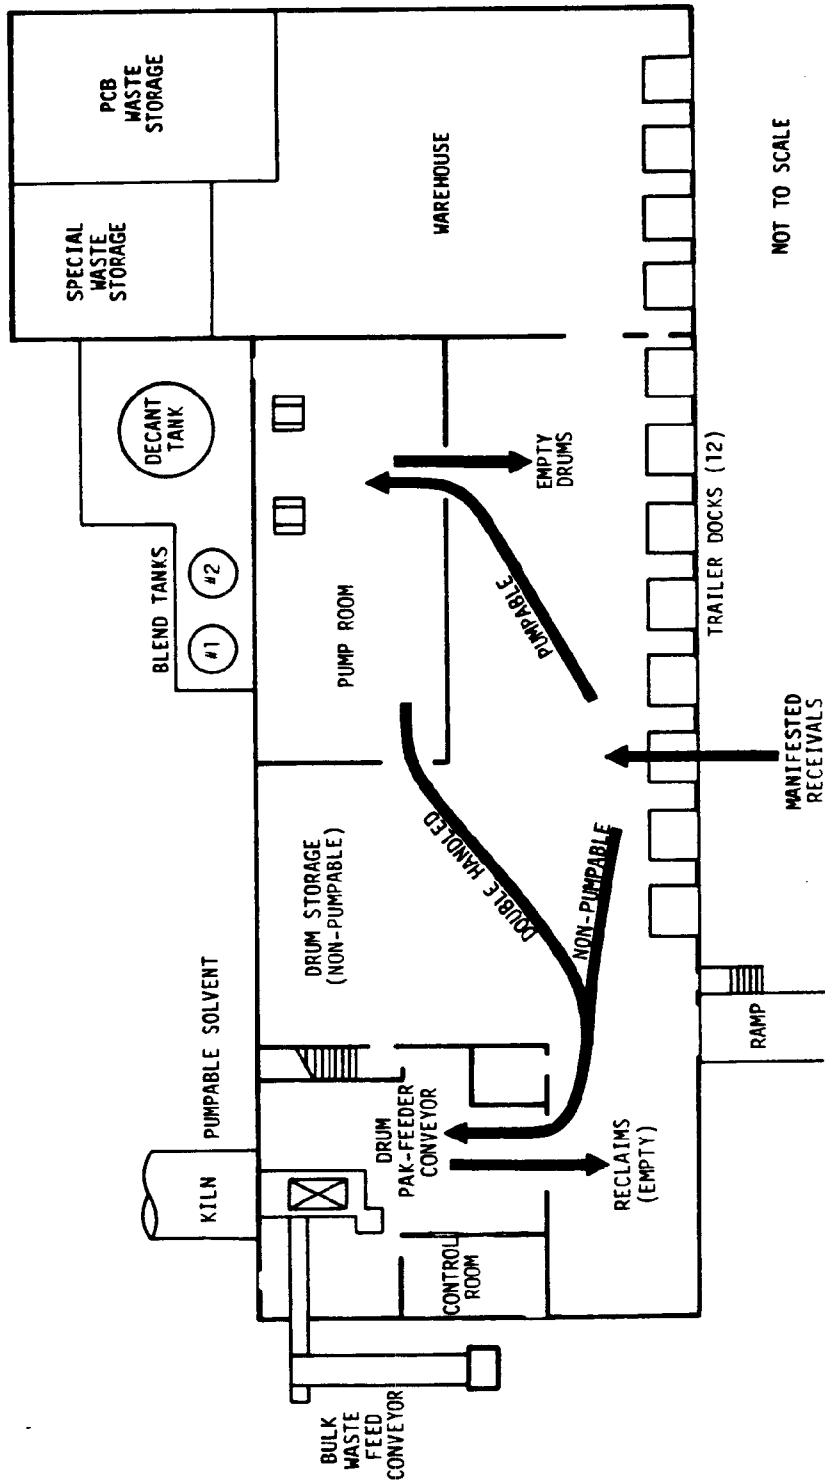 PCB
WASTE
STORAGE
SPECIAL
WASTE
STORAGE
WAREHOUSE
NOT TO SCALE
DECANT
TANK
BLEND TANKS
#1
#2
PUMP ROOM
EMPTY
DRUMS
PUMPABLE
TRAILER DOCKS (12)
MANIFESTED
RECEIVALS
DOUBLE HANDLED
NON-PUMPABLE
DRUM STORAGE
(NON-PUMPABLE)
PUMPABLE SOLVENT
KILN
DRUM
PAK-FEEDER
CONVEYOR
RECLAIMS
(EMPTY)
RAMP
CONTROL
ROOM
BULK
WASTE
FEED
CONVEYOR